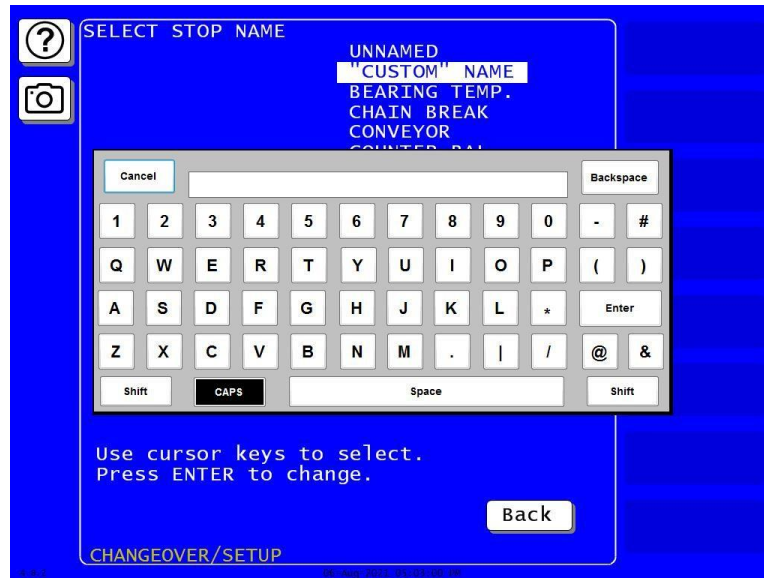 ?
SELECT STOP NAME
UNNAMED
"CUSTOM" NAME
BEARING TEMP.
CHAIN BREAK
CONVEYOR
Cancel
Backspace
1 2 3 4 5 6 7 8 9 0 - #
Q W E R T Y U I O P ( )
A S D F G H J K L * Enter
Z X C V B N M . | / @ &
Shift CAPS Space Shift
Use cursor keys to select.
Press ENTER to change.
Back
CHANGEOVER/SETUP